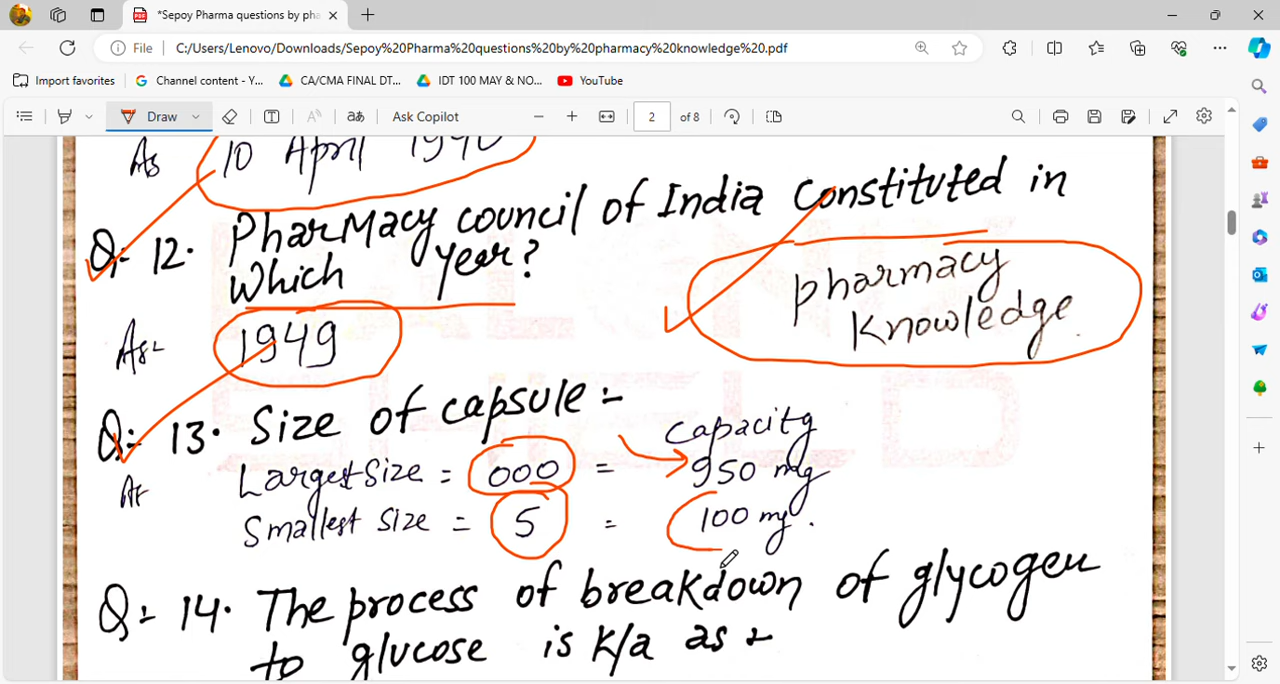 *Sepoy Pharma questions by pha
File C:/Users/Lenovo/Downloads/Sepoy%20Pharma%20questions%20by%20pharmacy%20knowledge%20.pdf
Import favorites Channel content - Y... CA/CMA FINAL DT... IDT 100 MAY & NO... YouTube
Draw T A aあ Ask Copilot 2 of 8
As 10 April
Q:- 12. Pharmacy council of India Constituted in
which year?
pharmacy
Knowledge
As- 1949
Q:- 13. Size of capsule :-
Capacity
Largest Size = 000 = 950 mg
Smallest Size = 5 = 100 mg.
Q:- 14. The process of breakdown of glycogen
to glucose is k/a as :-